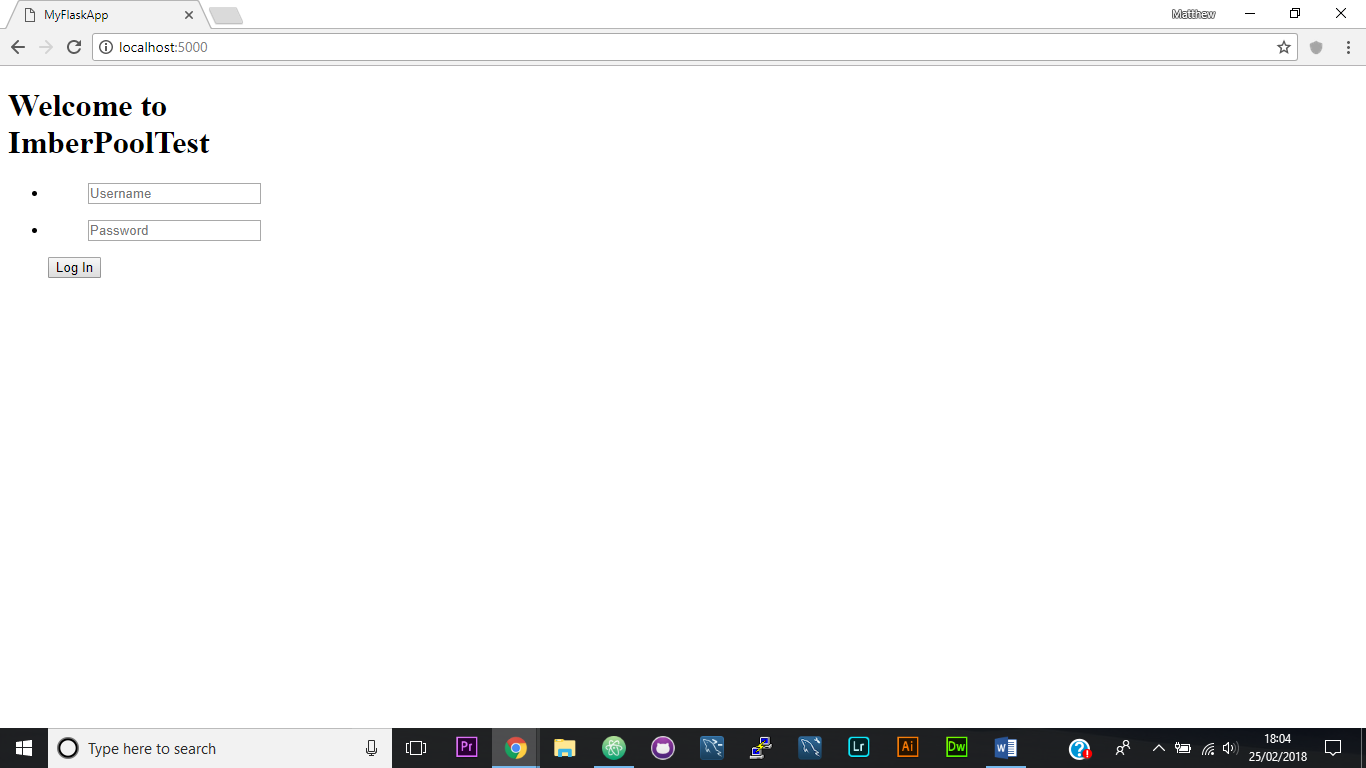 MyFlaskApp
Matthew
localhost:5000
Welcome to
ImberPoolTest
Username
Password
Log In
Type here to search
Pr
Lr
Ai
Dw
W
18:04
25/02/2018